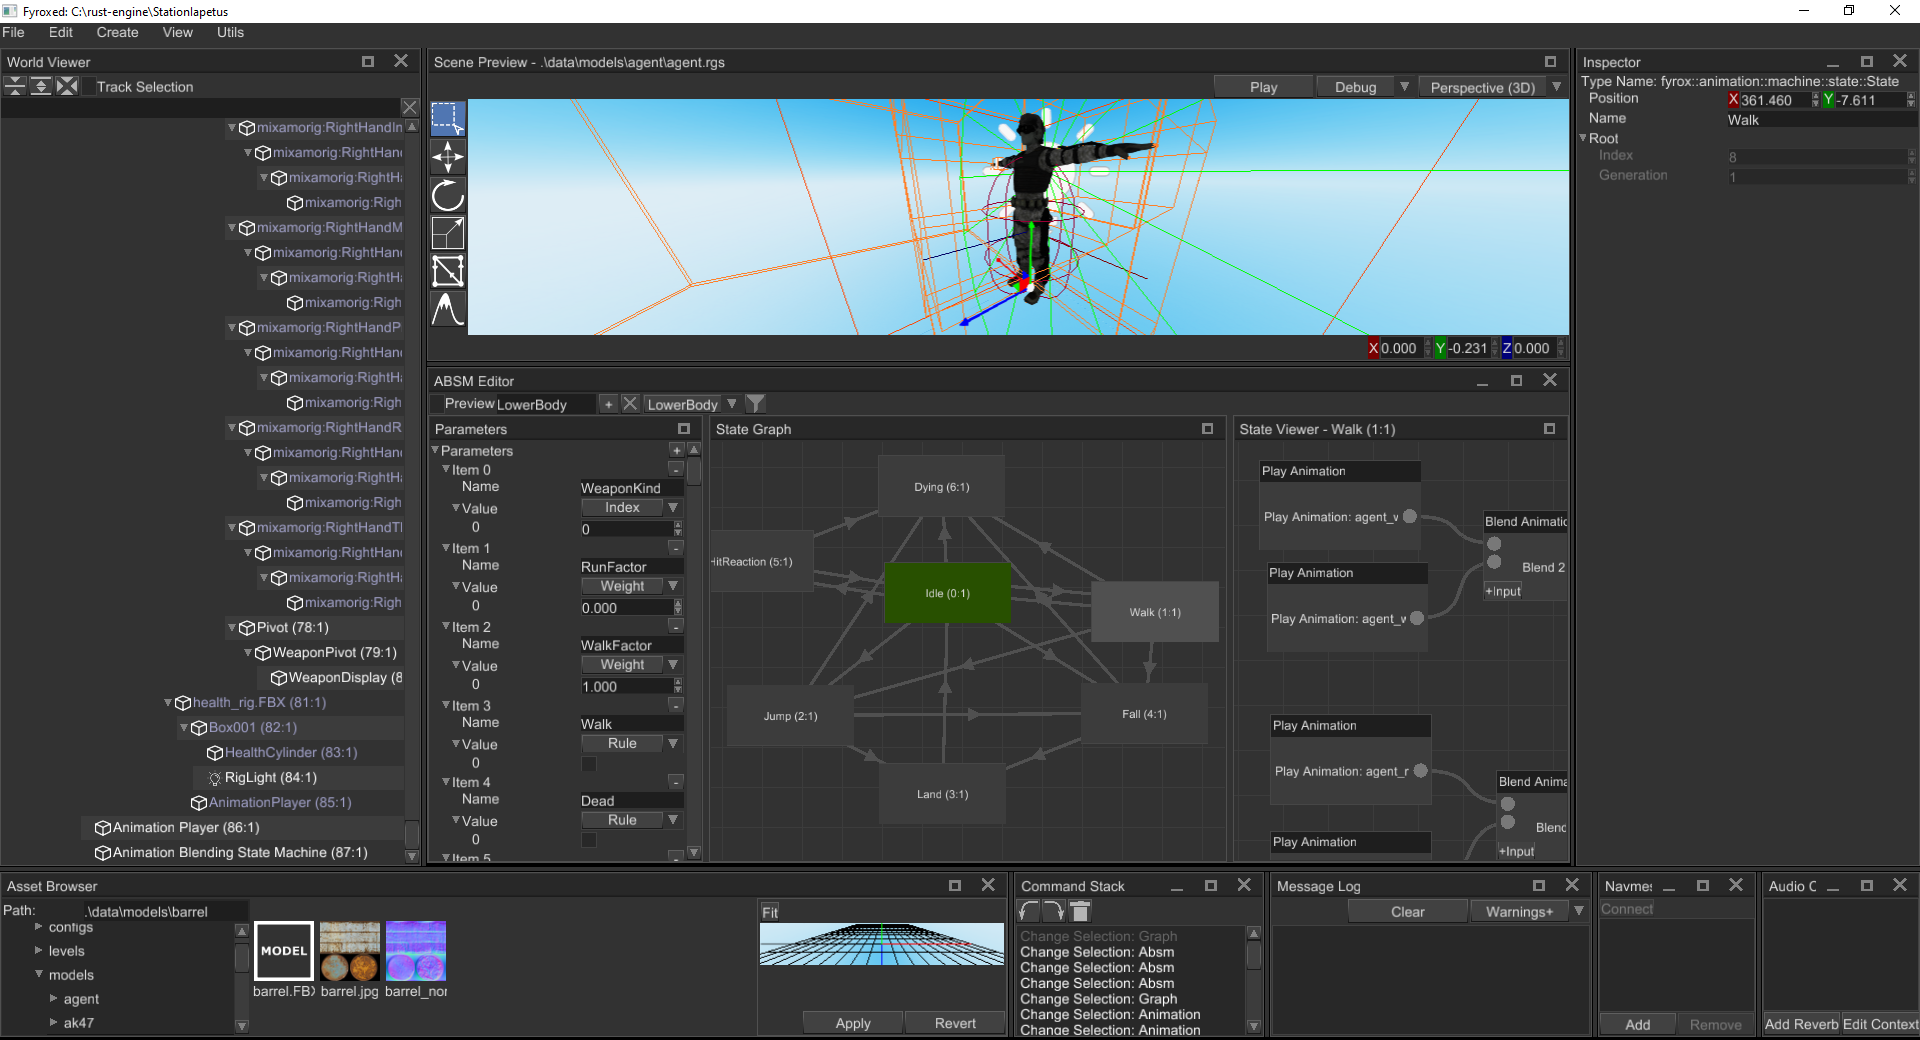 Fyroxed: C:\rust-engine\StationIapetus
File Edit Create View Utils
World Viewer
Track Selection
mixamorig:RightHandIn
mixamorig:RightHan
mixamorig:RightH
mixamorig:Righ
mixamorig:RightHandM
mixamorig:RightHan
mixamorig:RightH
mixamorig:Righ
mixamorig:RightHandP
mixamorig:RightHan
mixamorig:RightH
mixamorig:Righ
mixamorig:RightHandR
mixamorig:RightHan
mixamorig:RightH
mixamorig:Righ
mixamorig:RightHandTl
mixamorig:RightHan
mixamorig:RightH
mixamorig:Righ
Pivot (78:1)
WeaponPivot (79:1)
WeaponDisplay (8
health_rig.FBX (81:1)
Box001 (82:1)
HealthCylinder (83:1)
RigLight (84:1)
AnimationPlayer (85:1)
Animation Player (86:1)
Animation Blending State Machine (87:1)
Scene Preview - .\data\models\agent\agent.rgs
Play Debug Perspective (3D)
X 0.000 Y -0.231 Z 0.000
ABSM Editor
Preview LowerBody + LowerBody
Parameters
Parameters +
Item 0 -
Name WeaponKind
Value Index
0 0
Item 1 -
Name RunFactor
Value Weight
0 0.000
Item 2 -
Name WalkFactor
Value Weight
0 1.000
Item 3 -
Name Walk
Value Rule
0
Item 4 -
Name Dead
Value Rule
0
Item 5 -
State Graph
Dying (6:1)
HitReaction (5:1)
Idle (0:1)
Walk (1:1)
Jump (2:1)
Fall (4:1)
Land (3:1)
State Viewer - Walk (1:1)
Play Animation
Play Animation: agent_w
Blend Animatic
Blend 2
+Input
Play Animation
Play Animation: agent_w
Play Animation
Play Animation: agent_r
Blend Anima
Blend
+Input
Play Animation
Inspector
Type Name: fyrox::animation::machine::state::State
Position X 361.460 Y -7.611
Name Walk
Root
Index 8
Generation 1
Asset Browser
Path: .\data\models\barrel
configs
levels
models
agent
ak47
MODEL
barrel.FBX barrel.jpg barrel_nor
Fit
Apply Revert
Command Stack
Change Selection: Graph
Change Selection: Absm
Change Selection: Absm
Change Selection: Absm
Change Selection: Graph
Change Selection: Animation
Change Selection: Animation
Message Log
Clear Warnings+
Navmes
Connect
Add Remove
Audio C
Add Reverb Edit Context